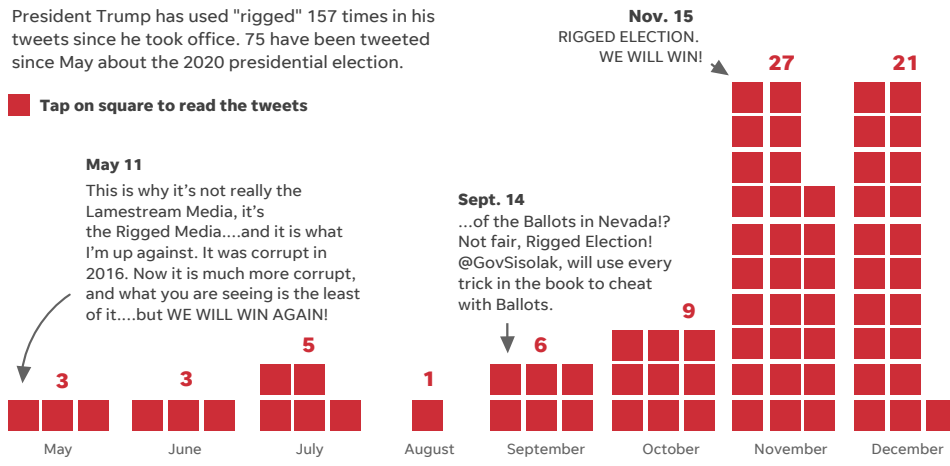 President Trump has used "rigged" 157 times in his
tweets since he took office. 75 have been tweeted
since May about the 2020 presidential election.
Tap on square to read the tweets
May 11
This is why it’s not really the
Lamestream Media, it’s
the Rigged Media....and it is what
I’m up against. It was corrupt in
2016. Now it is much more corrupt,
and what you are seeing is the least
of it....but WE WILL WIN AGAIN!
Sept. 14
...of the Ballots in Nevada!?
Not fair, Rigged Election!
@GovSisolak, will use every
trick in the book to cheat
with Ballots.
Nov. 15
RIGGED ELECTION.
WE WILL WIN!
3
3
5
1
6
9
27
21
May
June
July
August
September
October
November
December